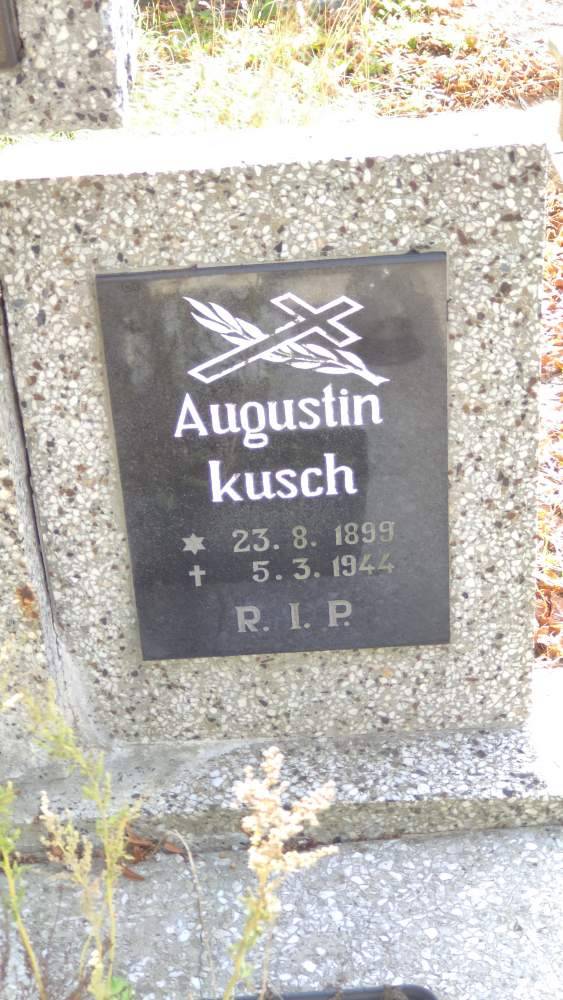 Augustin
kusch
* 23. 8. 1899
† 5. 3. 1944
R. I. P.